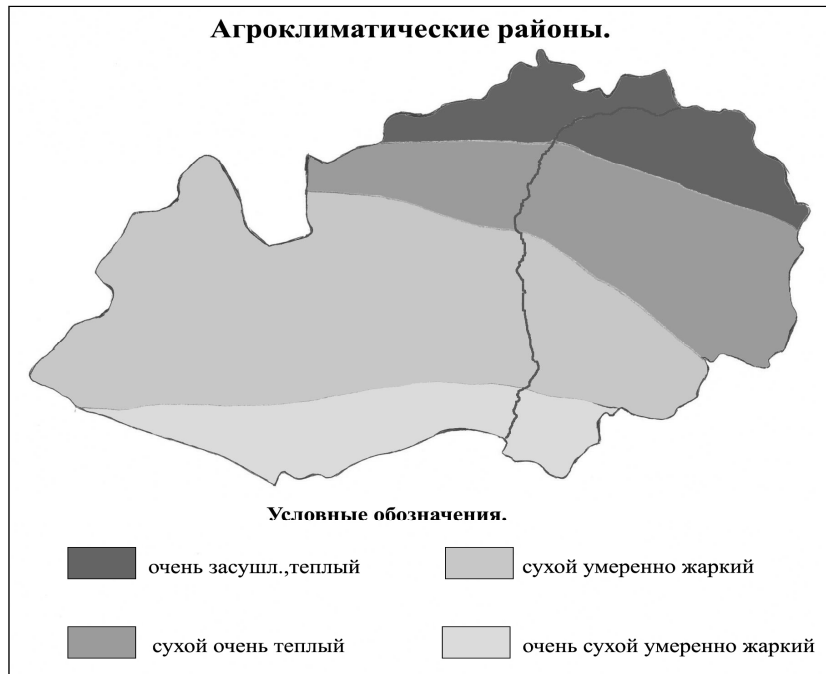 Агроклиматические районы.
Условные обозначения.
очень засушл.,теплый
сухой умеренно жаркий
сухой очень теплый
очень сухой умеренно жаркий